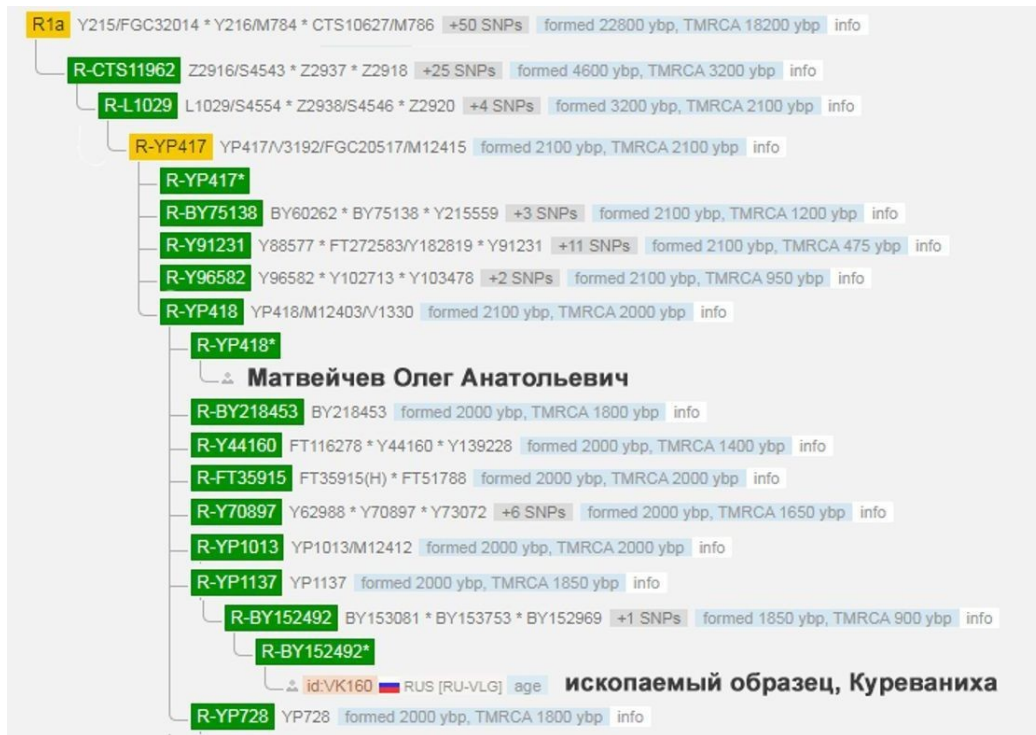 R1a Y215/FGC32014 * Y216/M784 * CTS10627/M786 +50 SNPs formed 22800 ybp, TMRCA 18200 ybp info
R-CTS11962 Z2916/S4543 * Z2937 * Z2918 +25 SNPs formed 4600 ybp, TMRCA 3200 ybp info
R-L1029 L1029/S4554 * Z2938/S4546 * Z2920 +4 SNPs formed 3200 ybp, TMRCA 2100 ybp info
R-YP417 YP417/V3192/FGC20517/M12415 formed 2100 ybp, TMRCA 2100 ybp info
R-YP417*
R-BY75138 BY60262 * BY75138 * Y215559 +3 SNPs formed 2100 ybp, TMRCA 1200 ybp info
R-Y91231 Y88577 * FT272583/Y182819 * Y91231 +11 SNPs formed 2100 ybp, TMRCA 475 ybp info
R-Y96582 Y96582 * Y102713 * Y103478 +2 SNPs formed 2100 ybp, TMRCA 950 ybp info
R-YP418 YP418/M12403/V1330 formed 2100 ybp, TMRCA 2000 ybp info
R-YP418*
Матвейчев Олег Анатольевич
R-BY218453 BY218453 formed 2000 ybp, TMRCA 1800 ybp info
R-Y44160 FT116278 * Y44160 * Y139228 formed 2000 ybp, TMRCA 1400 ybp info
R-FT35915 FT35915(H) * FT51788 formed 2000 ybp, TMRCA 2000 ybp info
R-Y70897 Y62988 * Y70897 * Y73072 +6 SNPs formed 2000 ybp, TMRCA 1650 ybp info
R-YP1013 YP1013/M12412 formed 2000 ybp, TMRCA 2000 ybp info
R-YP1137 YP1137 formed 2000 ybp, TMRCA 1850 ybp info
R-BY152492 BY153081 * BY153753 * BY152969 +1 SNPs formed 1850 ybp, TMRCA 900 ybp info
R-BY152492*
id:VK160 RUS [RU-VLG] age ископаемый образец, Куреваниха
R-YP728 YP728 formed 2000 ybp, TMRCA 1800 ybp info